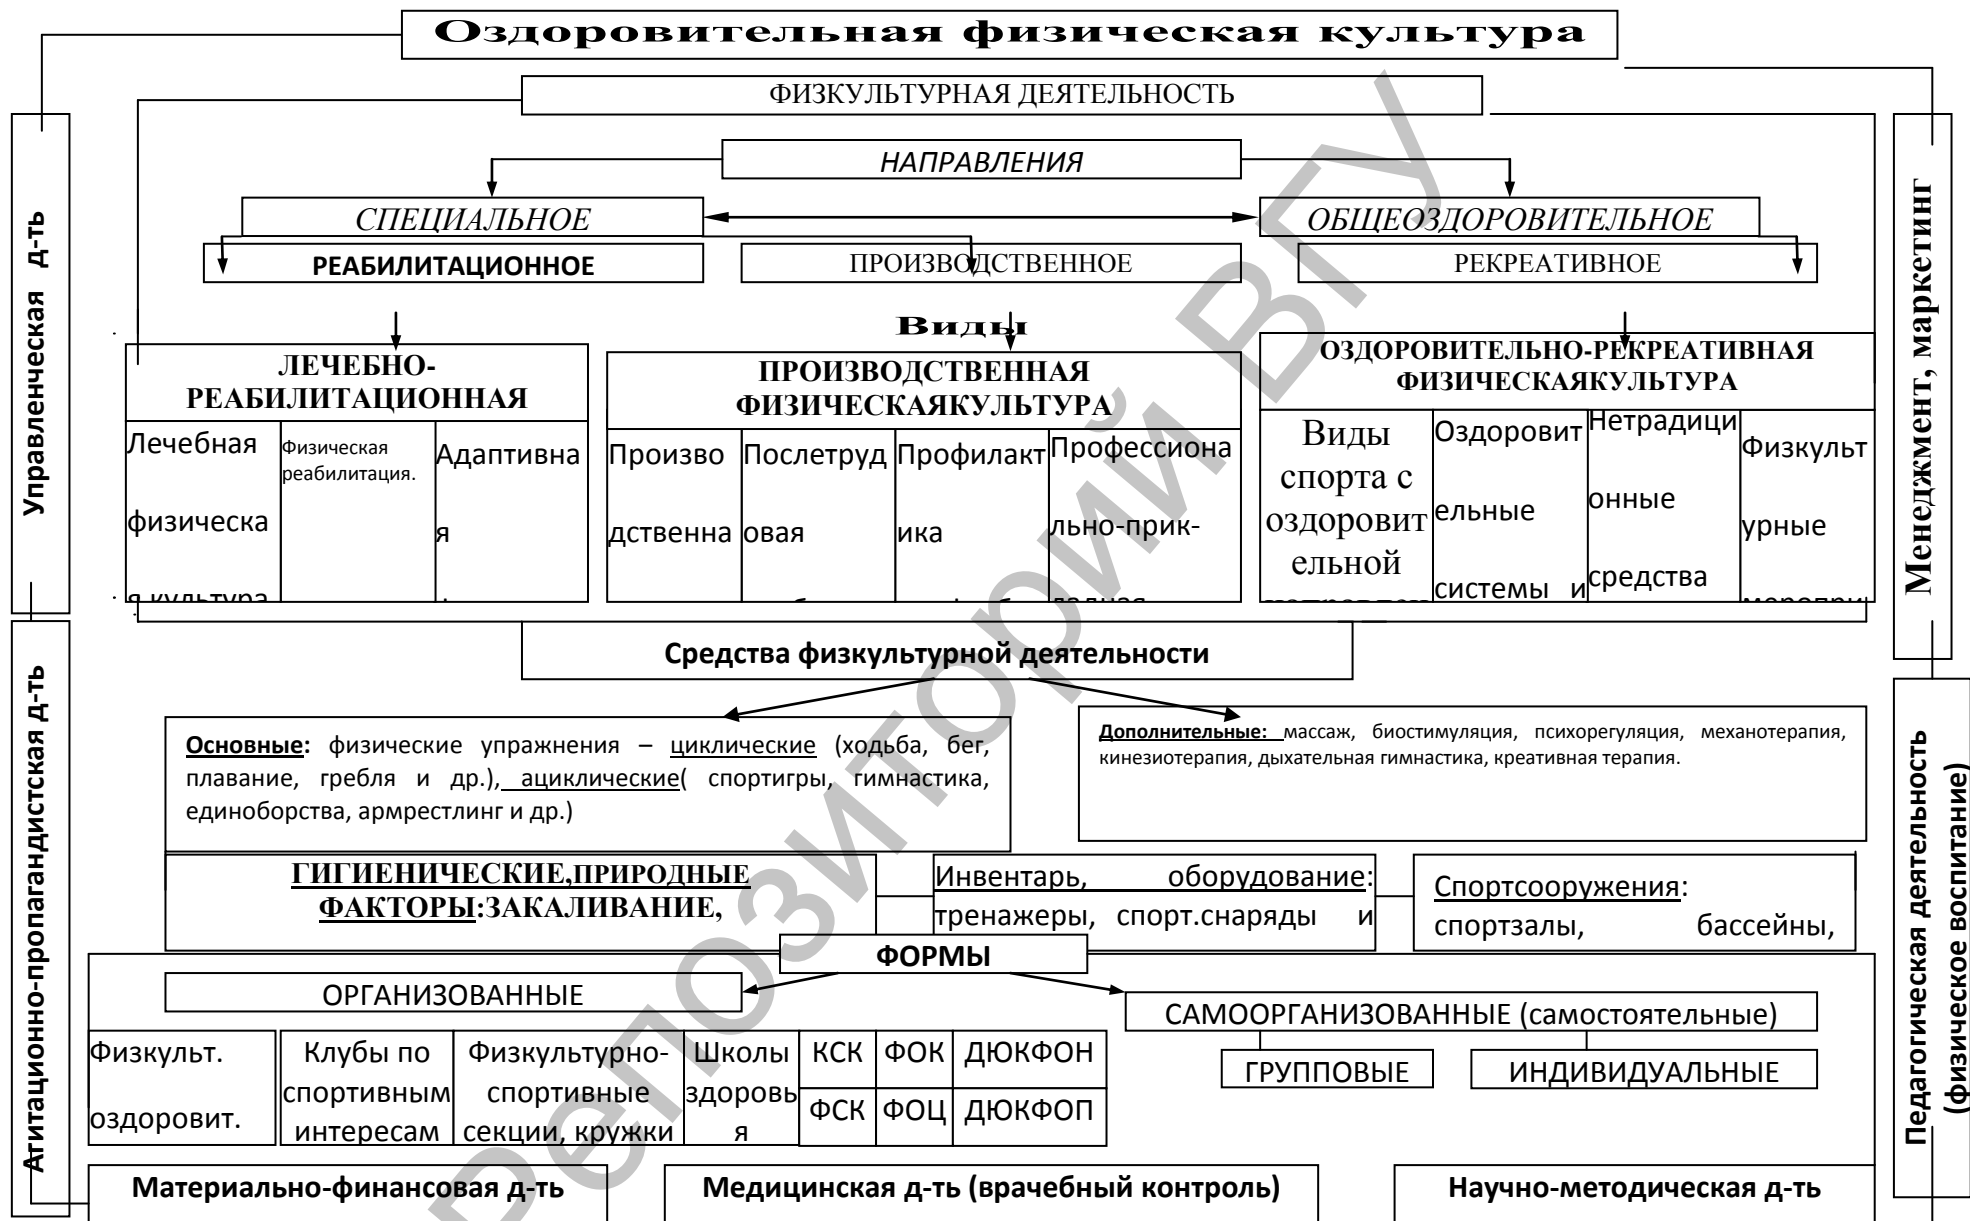 Оздоровительная физическая культура
ФИЗКУЛЬТУРНАЯ ДЕЯТЕЛЬНОСТЬ
НАПРАВЛЕНИЯ
СПЕЦИАЛЬНОЕ
ОБЩЕОЗДОРОВИТЕЛЬНОЕ
РЕАБИЛИТАЦИОННОЕ
ПРОИЗВОДСТВЕННОЕ
РЕКРЕАТИВНОЕ
Виды
ЛЕЧЕБНО-
РЕАБИЛИТАЦИОННАЯ
Лечебная
физическа
я культура
Физическая
реабилитация.
Адаптивна
я
ПРОИЗВОДСТВЕННАЯ
ФИЗИЧЕСКАЯКУЛЬТУРА
Произво
дственна
Послетруд
овая
Профилакт
ика
Профессиона
льно-прик-
ладная
ОЗДОРОВИТЕЛЬНО-РЕКРЕАТИВНАЯ
ФИЗИЧЕСКАЯКУЛЬТУРА
Виды
спорта с
оздоровит
ельной
Оздоровит
ельные
системы и
Нетрадици
онные
средства
Физкульт
урные
меропри
Средства физкультурной деятельности
Основные: физические упражнения – циклические (ходьба, бег,
плавание, гребля и др.), ациклические( спортигры, гимнастика,
единоборства, армрестлинг и др.)
Дополнительные: массаж, биостимуляция, психорегуляция, механотерапия,
кинезиотерапия, дыхательная гимнастика, креативная терапия.
ГИГИЕНИЧЕСКИЕ,ПРИРОДНЫЕ
ФАКТОРЫ:ЗАКАЛИВАНИЕ,
Инвентарь, оборудование:
тренажеры, спорт.снаряды и
Спортсооружения:
спортзалы, бассейны,
ФОРМЫ
ОРГАНИЗОВАННЫЕ
САМООРГАНИЗОВАННЫЕ (самостоятельные)
ГРУППОВЫЕ
ИНДИВИДУАЛЬНЫЕ
Физкульт.
оздоровит.
Клубы по
спортивным
интересам
Физкультурно-
спортивные
секции, кружки
Школы
здоровь
я
КСК
ФОК
ДЮКФОН
ФСК
ФОЦ
ДЮКФОП
Материально-финансовая д-ть
Медицинская д-ть (врачебный контроль)
Научно-методическая д-ть
Управленческая д-ть
Агитационно-пропагандистская д-ть
Менеджмент, маркетинг
Педагогическая деятельность
(физическое воспитание)
Репозиторий ВГУ